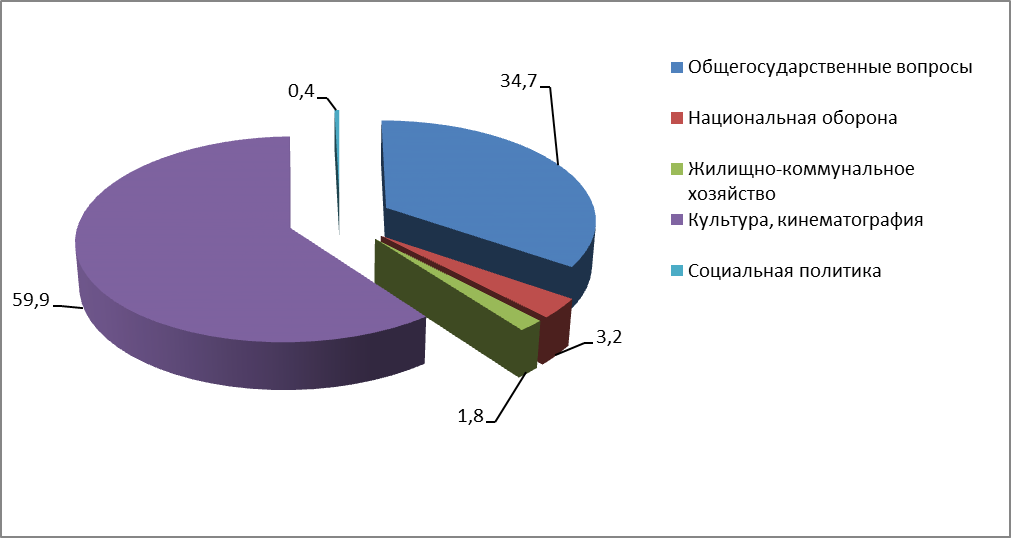 0,4
34,7
59,9
3,2
1,8
Общегосударственные вопросы
Национальная оборона
Жилищно-коммунальное
хозяйство
Культура, кинематография
Социальная политика